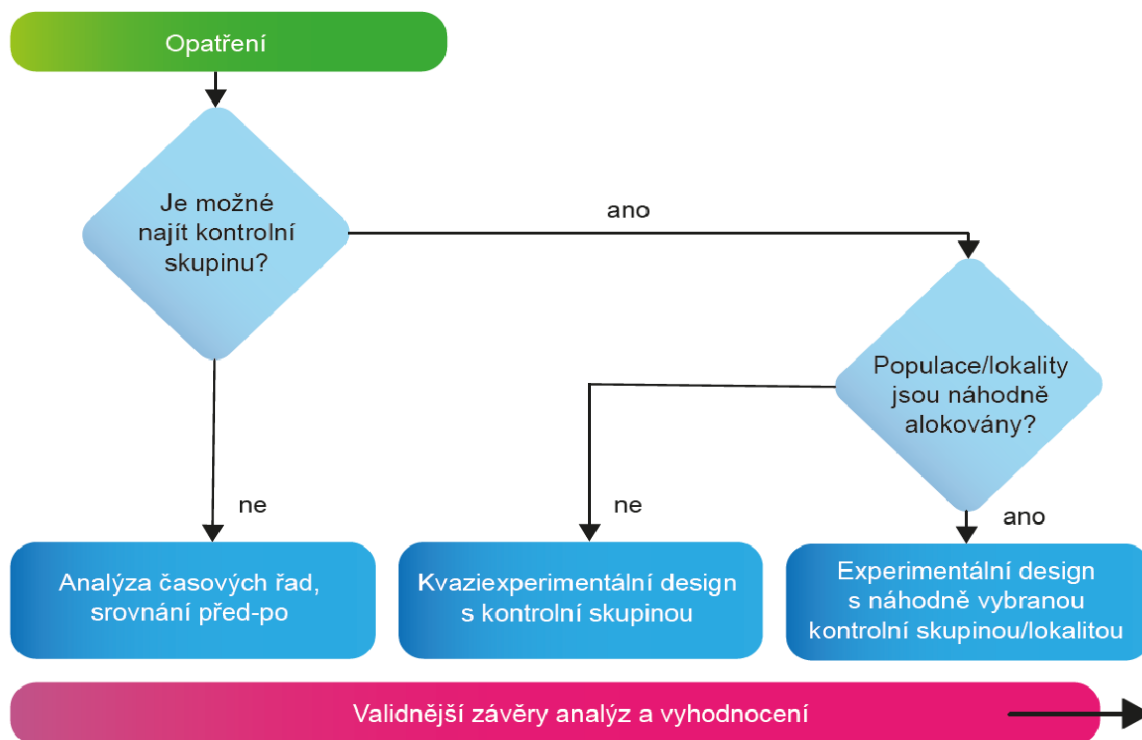 Opatření
Je možné
najít kontrolní
skupinu?
ano
Populace/lokality
jsou náhodně
alokovány?
ne
ne
ano
Analýza časových řad,
srovnání před-po
Kvaziexperimentální design
s kontrolní skupinou
Experimentální design
s náhodně vybranou
kontrolní skupinou/lokalitou
Validnější závěry analýz a vyhodnocení